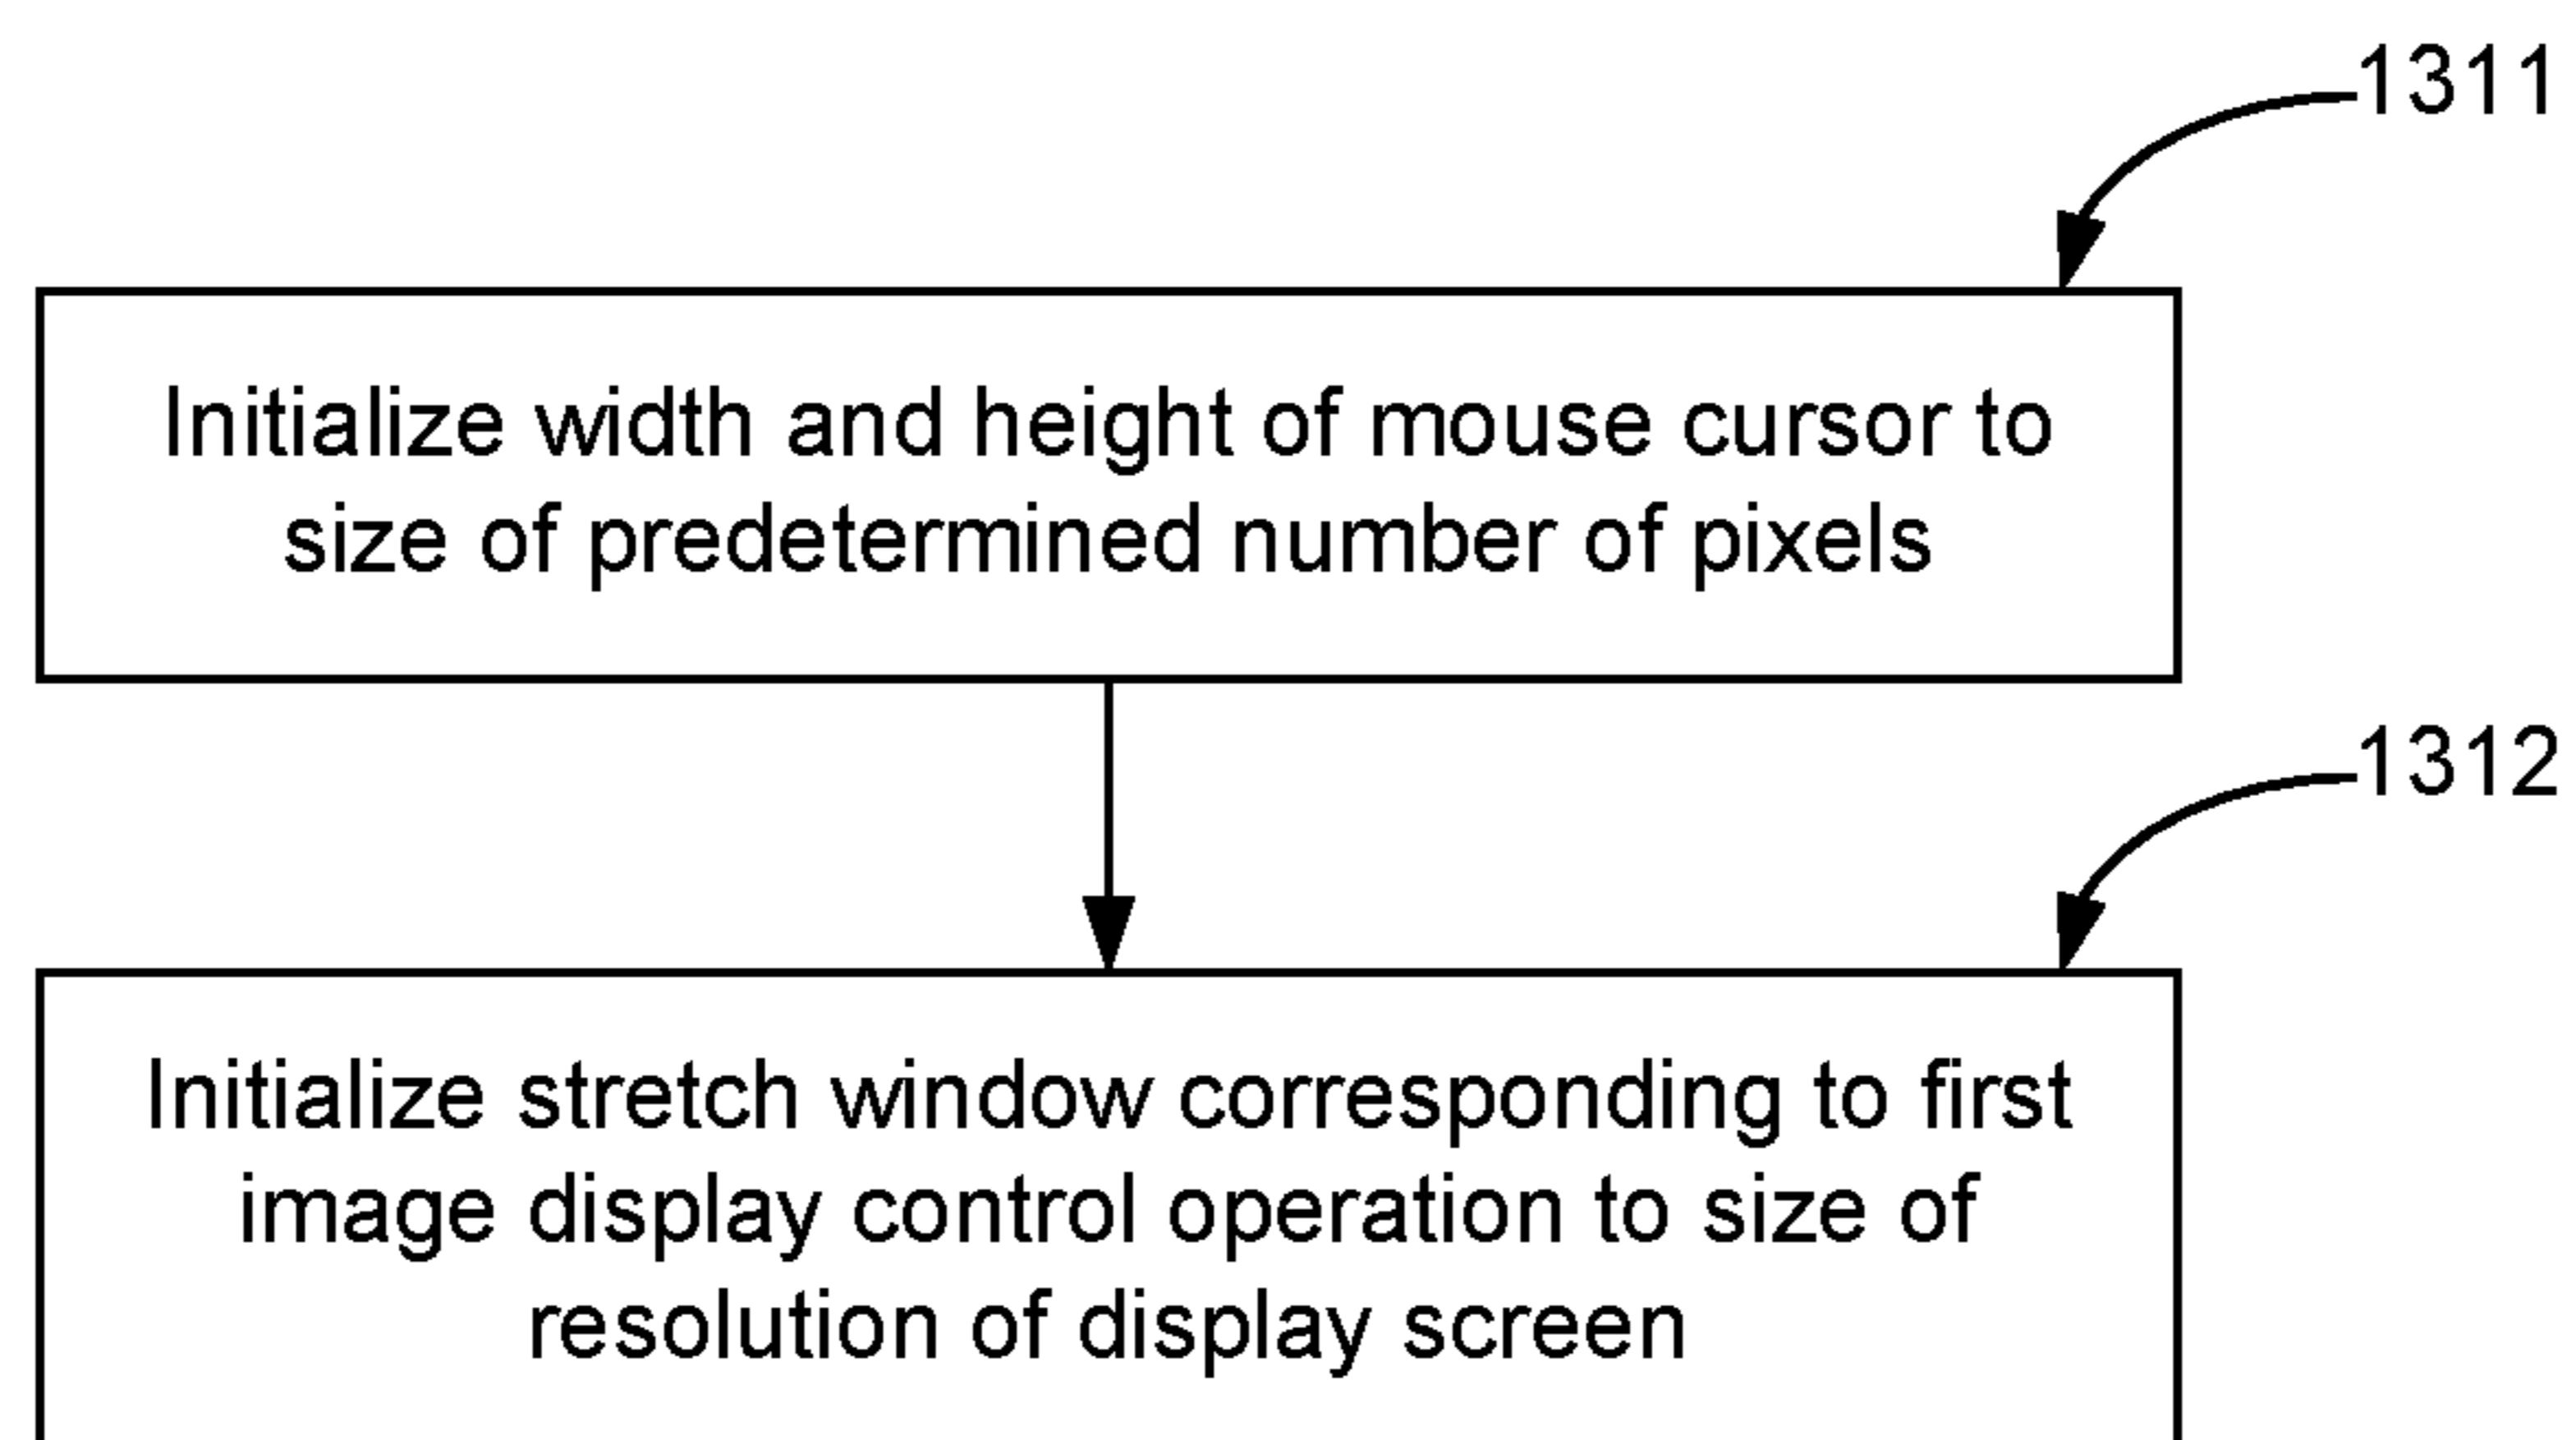 1311
Initialize width and height of mouse cursor to
size of predetermined number of pixels
1312
Initialize stretch window corresponding to first
image display control operation to size of
resolution of display screen